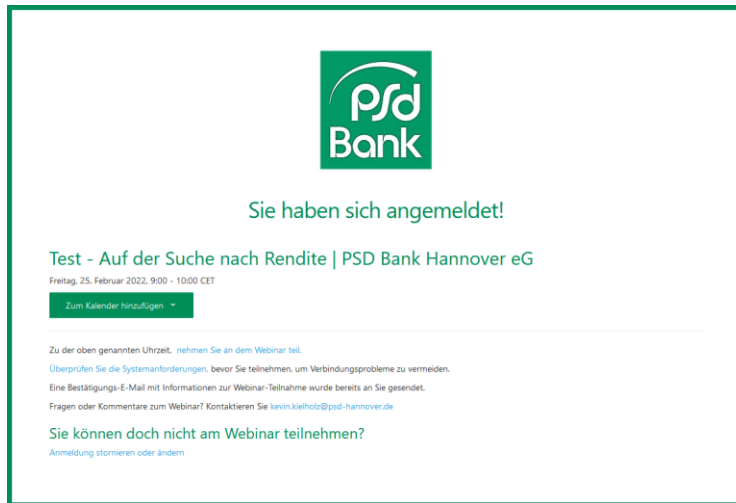 psd
Bank
Sie haben sich angemeldet!
Test - Auf der Suche nach Rendite | PSD Bank Hannover eG
Freitag, 25. Februar 2022, 9:00 - 10:00 CET
Zum Kalender hinzufügen
Zu der oben genannten Uhrzeit, nehmen Sie an dem Webinar teil.
Überprüfen Sie die Systemanforderungen. bevor Sie teilnehmen, um Verbindungsprobleme zu vermeiden.
Eine Bestätigungs-E-Mail mit Informationen zur Webinar-Teilnahme wurde bereits an Sie gesendet.
Fragen oder Kommentare zum Webinar? Kontaktieren Sie kevin.kielholz@psd-hannover.de
Sie können doch nicht am Webinar teilnehmen?
Anmeldung stornieren oder ändern